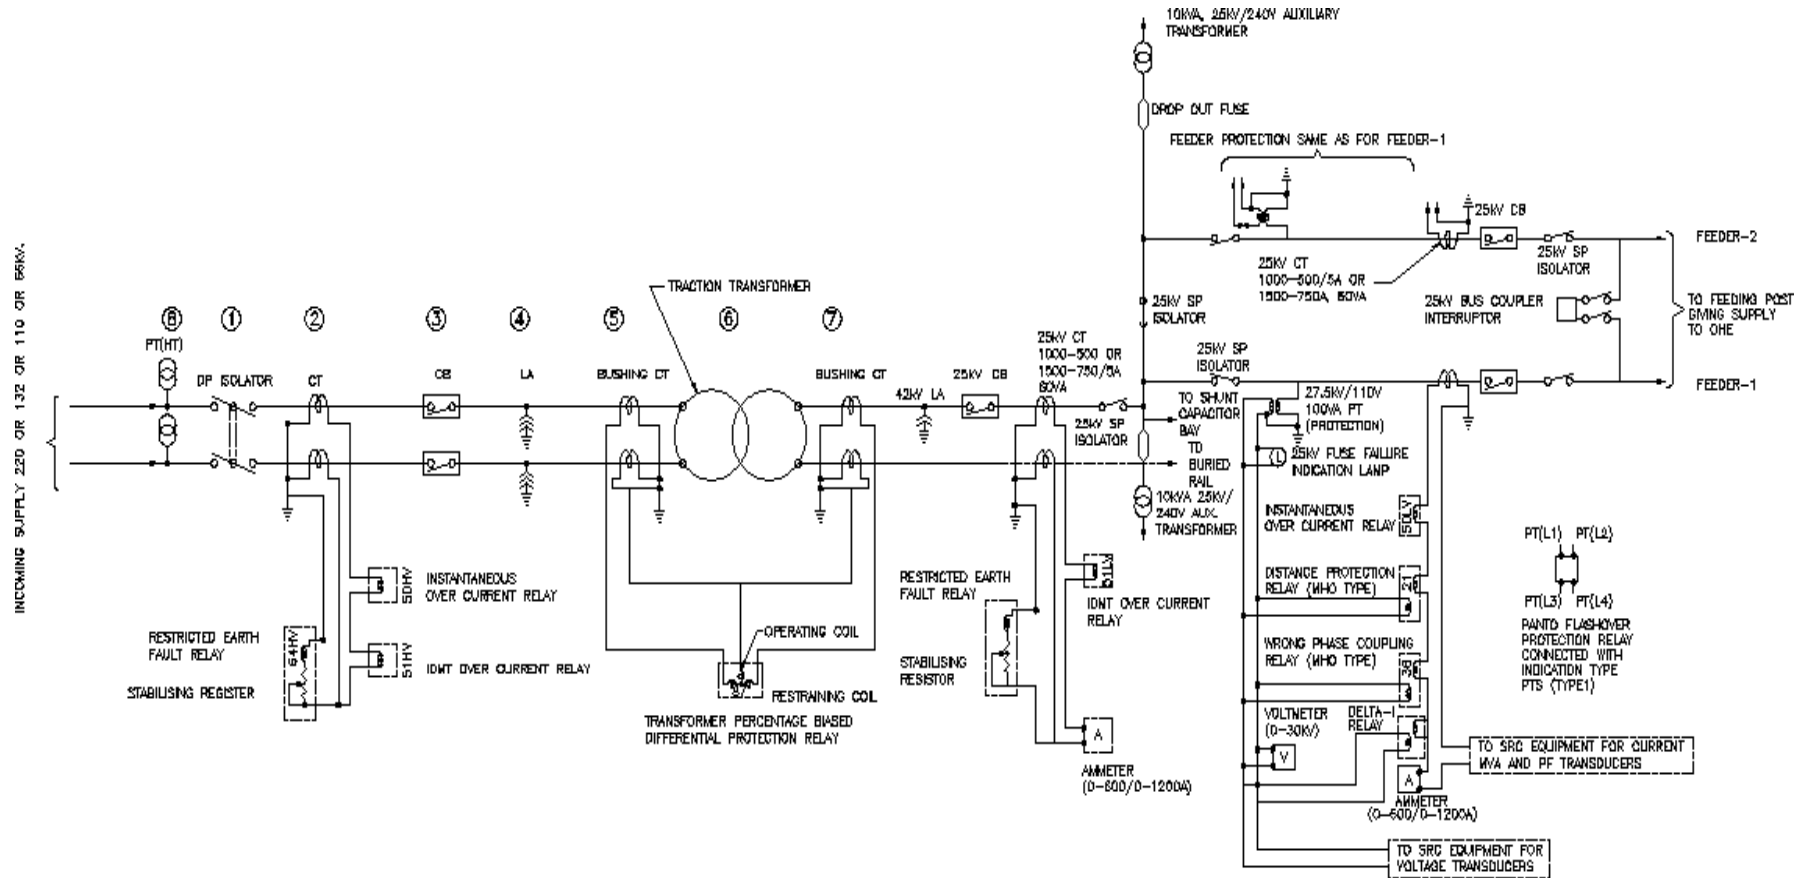 10KVA, 25KV/240V AUXILIARY
TRANSFORMER
DROP OUT FUSE
FEEDER PROTECTION SAME AS FOR FEEDER-1
25KV CB
FEEDER-2
25KV SP
ISOLATOR
25KV CT
1000-500/5A OR
1500-750A, 60VA
25KV BUS COUPLER
INTERRUPTOR
TO FEEDING POST
GIVING SUPPLY
TO OHE
INCOMING SUPPLY 220 OR 132 OR 110 OR 66KV.
TRACTION TRANSFORMER
8
1
2
3
4
5
6
7
PT(HT)
DP ISOLATOR
CT
CB
LA
BUSHING CT
BUSHING CT
42KV LA
25KV CB
25KV CT
1000-500 OR
1500-750/5A
60VA
25KV SP
ISOLATOR
25KV SP
ISOLATOR
25KV SP
ISOLATOR
FEEDER-1
TO SHUNT
CAPACITOR
BAY
TO
BURIED
RAIL
27.5KV/110V
100VA PT
(PROTECTION)
L
25KV FUSE FAILURE
INDICATION LAMP
10KVA 25KV/
240V AUX.
TRANSFORMER
INSTANTANEOUS
OVER CURRENT RELAY
50LV
PT(L1) PT(L2)
PT(L3) PT(L4)
PANTO FLASHOVER
PROTECTION RELAY
CONNECTED WITH
INDICATION TYPE
PTS (TYPE1)
50HV
INSTANTANEOUS
OVER CURRENT RELAY
RESTRICTED EARTH
FAULT RELAY
51LV
IDMT OVER CURRENT
RELAY
DISTANCE PROTECTION
RELAY (MHO TYPE)
21
RESTRICTED EARTH
FAULT RELAY
64HV
STABILISING REGISTER
51HV
IDMT OVER CURRENT RELAY
OPERATING COIL
RESTRAINING COIL
TRANSFORMER PERCENTAGE BIASED
DIFFERENTIAL PROTECTION RELAY
STABILISING
RESISTOR
WRONG PHASE COUPLING
RELAY (MHO TYPE)
VOLTMETER
(0-30KV)
V
DELTA-I
RELAY
A
AMMETER
(0-600/0-1200A)
A
AMMETER
(0-600/0-1200A)
TO SRC EQUIPMENT FOR CURRENT
MVA AND PF TRANSDUCERS
TO SRC EQUIPMENT FOR
VOLTAGE TRANSDUCERS